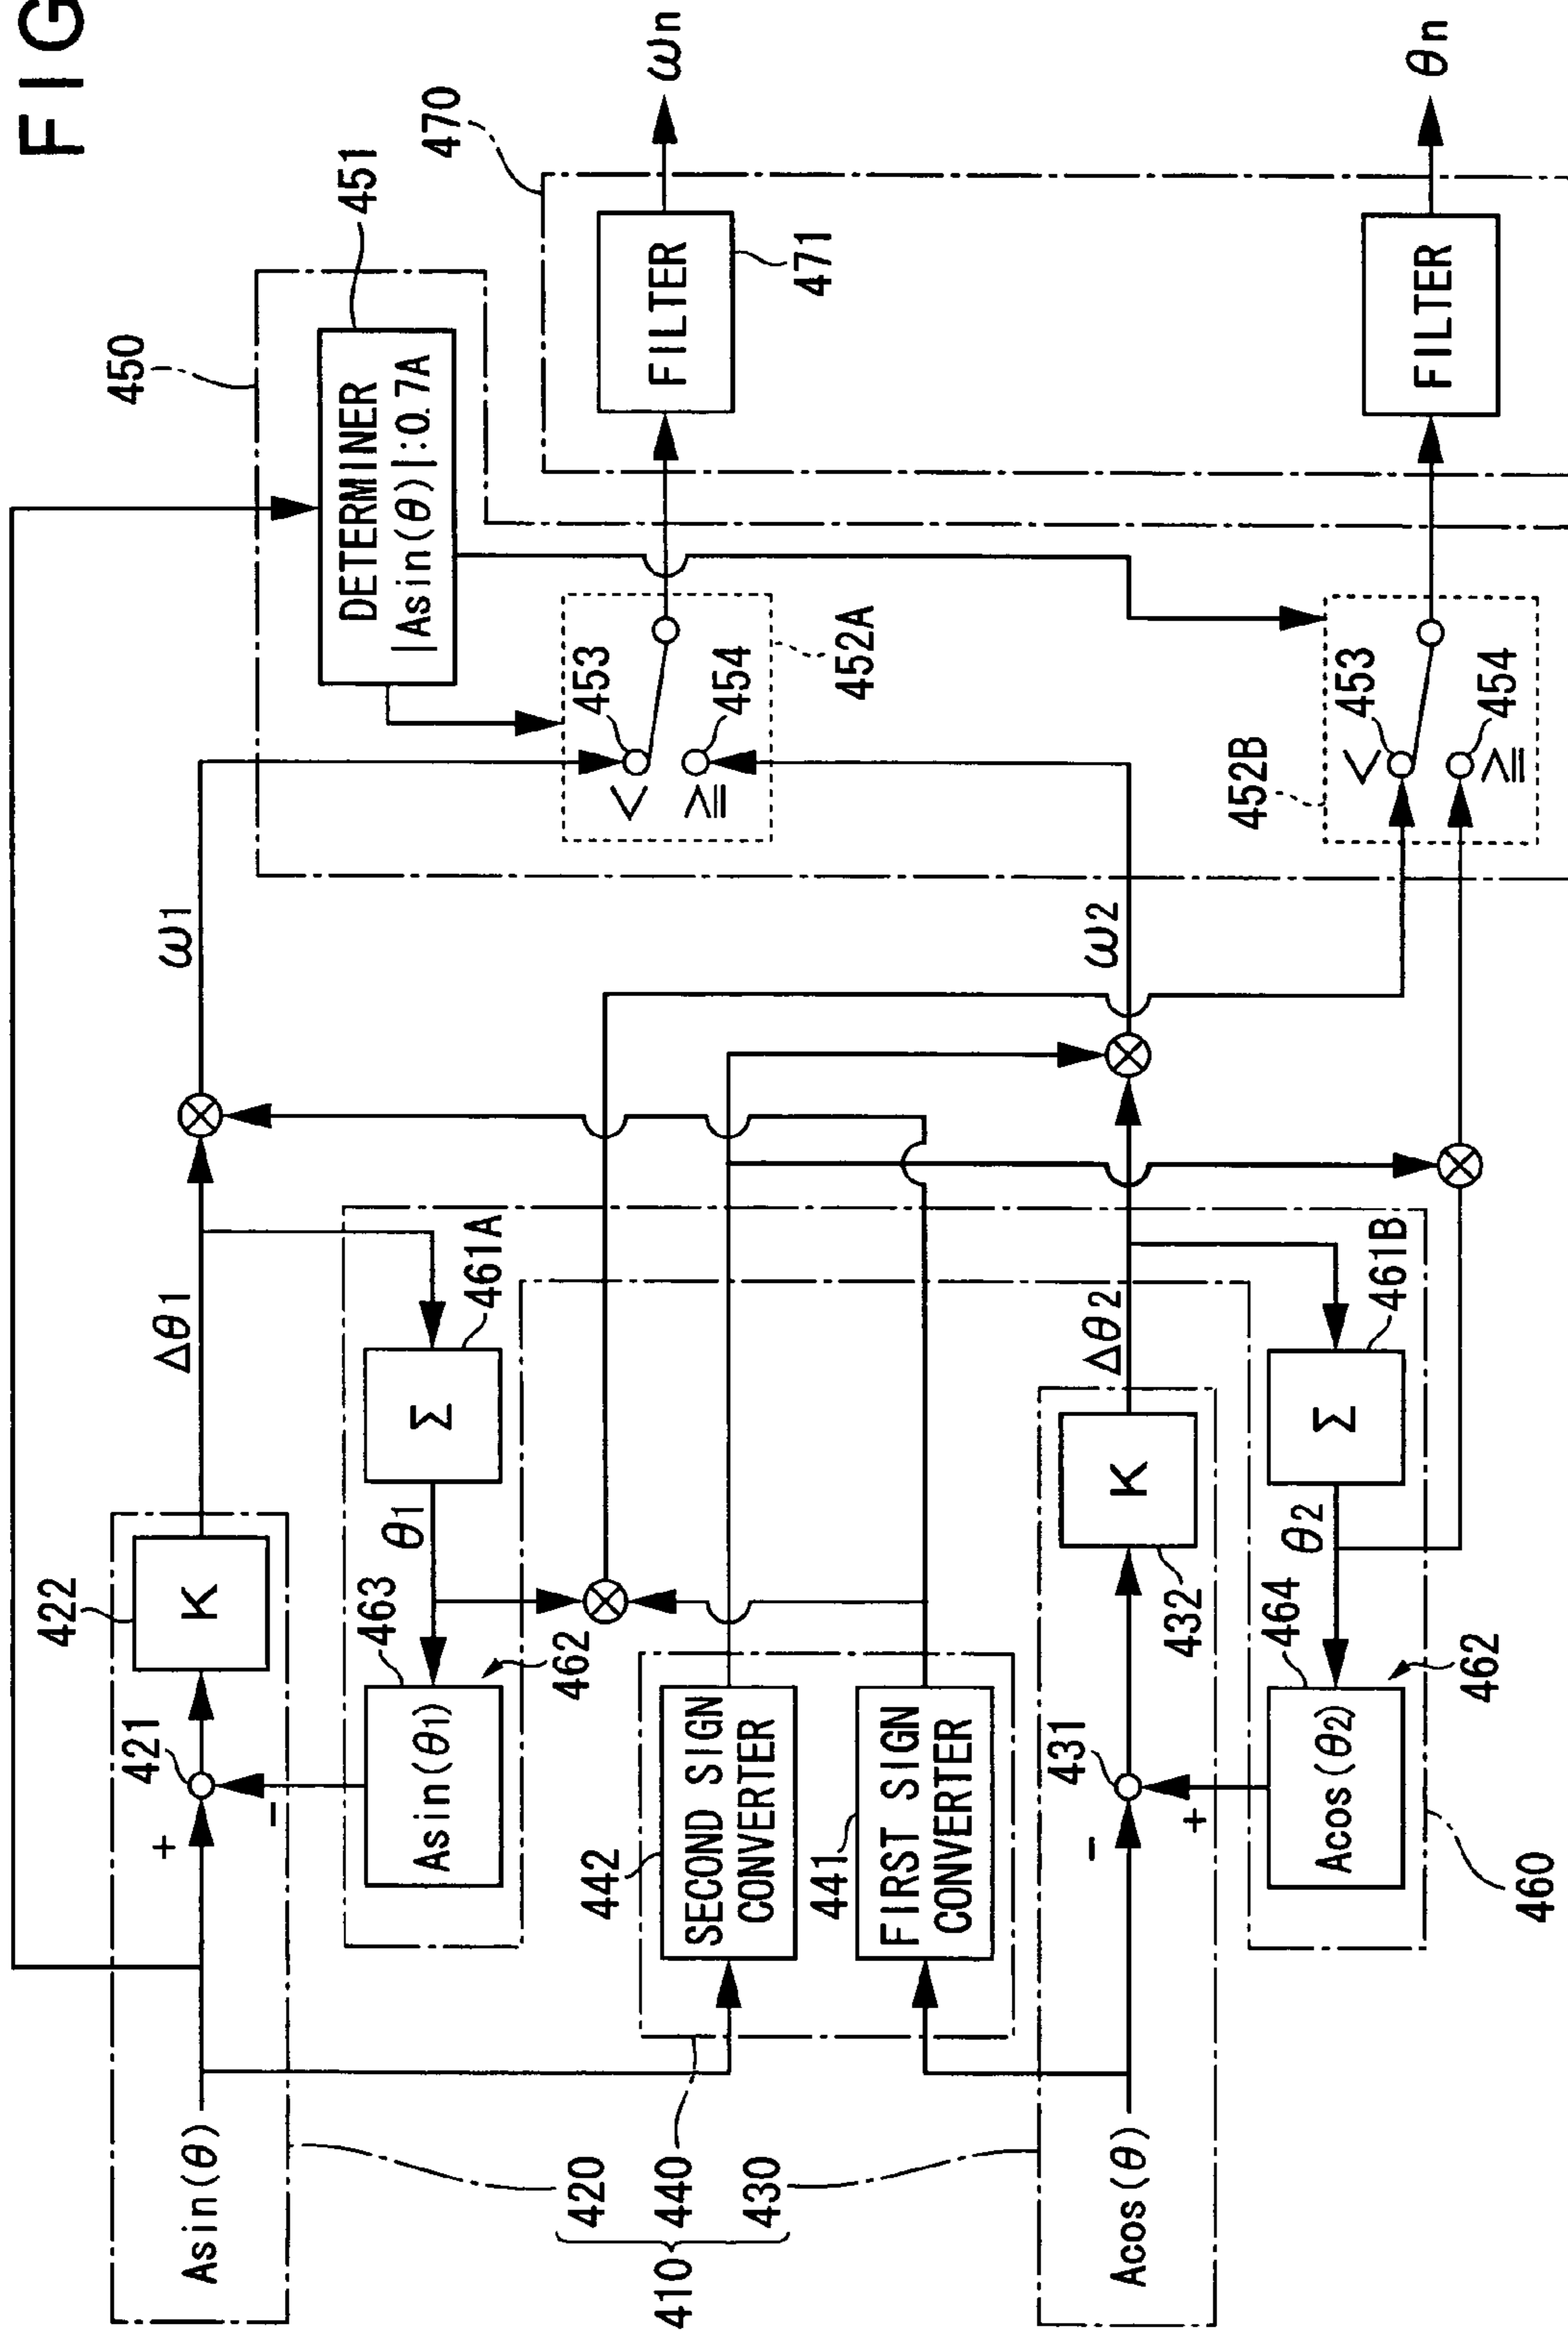 FIG
ωn
θn
470
451
450
DETERMINER
|Asin(θ)|:0.7A
FILTER
471
FILTER
453
454
452A
<
≧
453
454
452B
<
≧
ω1
ω2
Δθ1
461A
Σ
Δθ2
461B
Σ
422
K
θ1
463
462
Asin(θ1)
421
+
-
442
SECOND SIGN
CONVERTER
441
FIRST SIGN
CONVERTER
K
432
431
-
+
θ2
464
462
Acos(θ2)
460
Asin(θ)
420
440
430
410
Acos(θ)